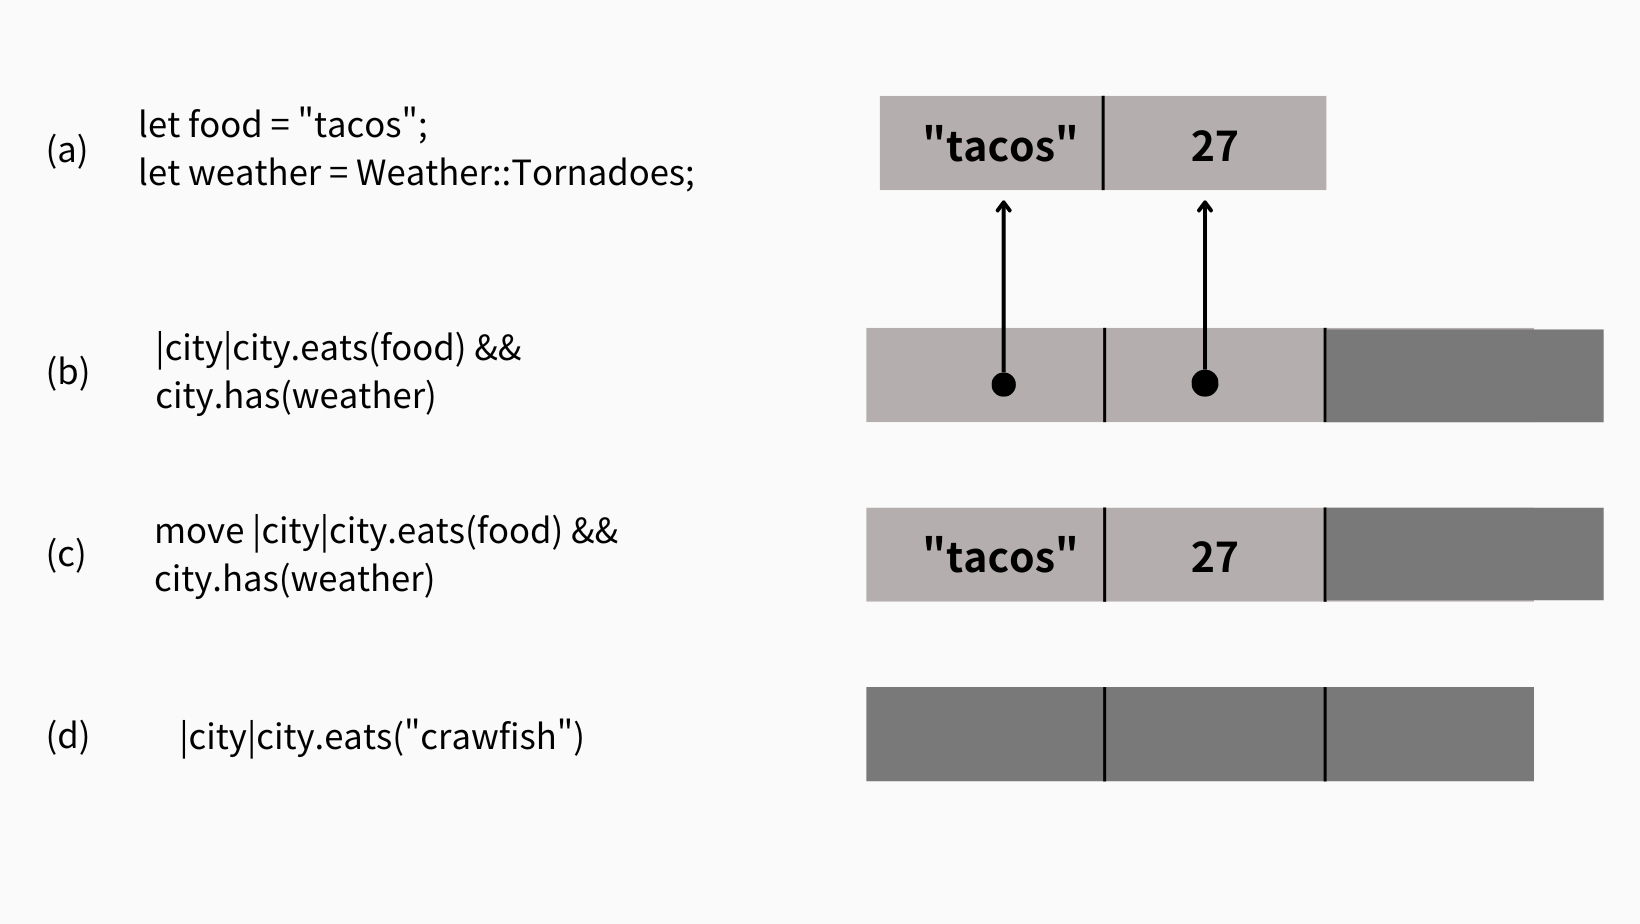 (a)
let food = "tacos";
let weather = Weather::Tornadoes;
"tacos"
27
(b)
|city|city.eats(food) &&
city.has(weather)
(c)
move |city|city.eats(food) &&
city.has(weather)
"tacos"
27
(d)
|city|city.eats("crawfish")